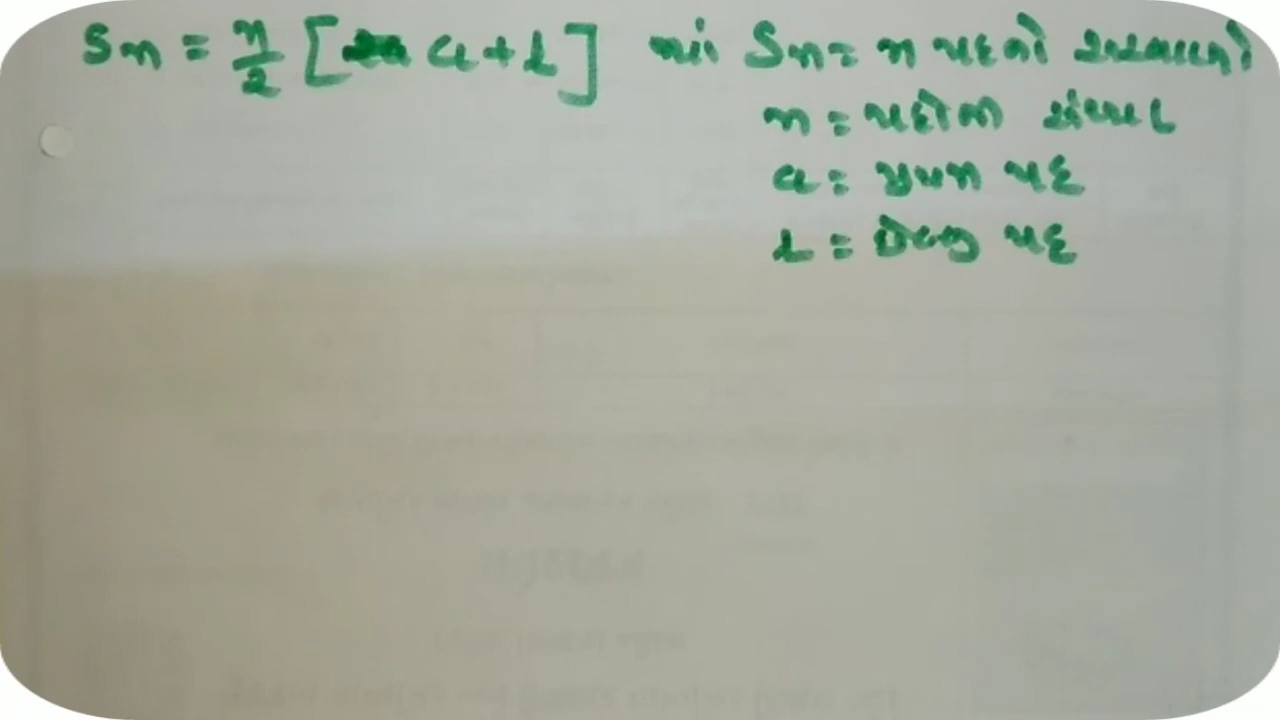 Sn = n/2 [a + l] માં Sn = n પદનો સરવાળો
n = પદોની સંખ્યા
a = પ્રથમ પદ
l = છેલ્લુ પદ